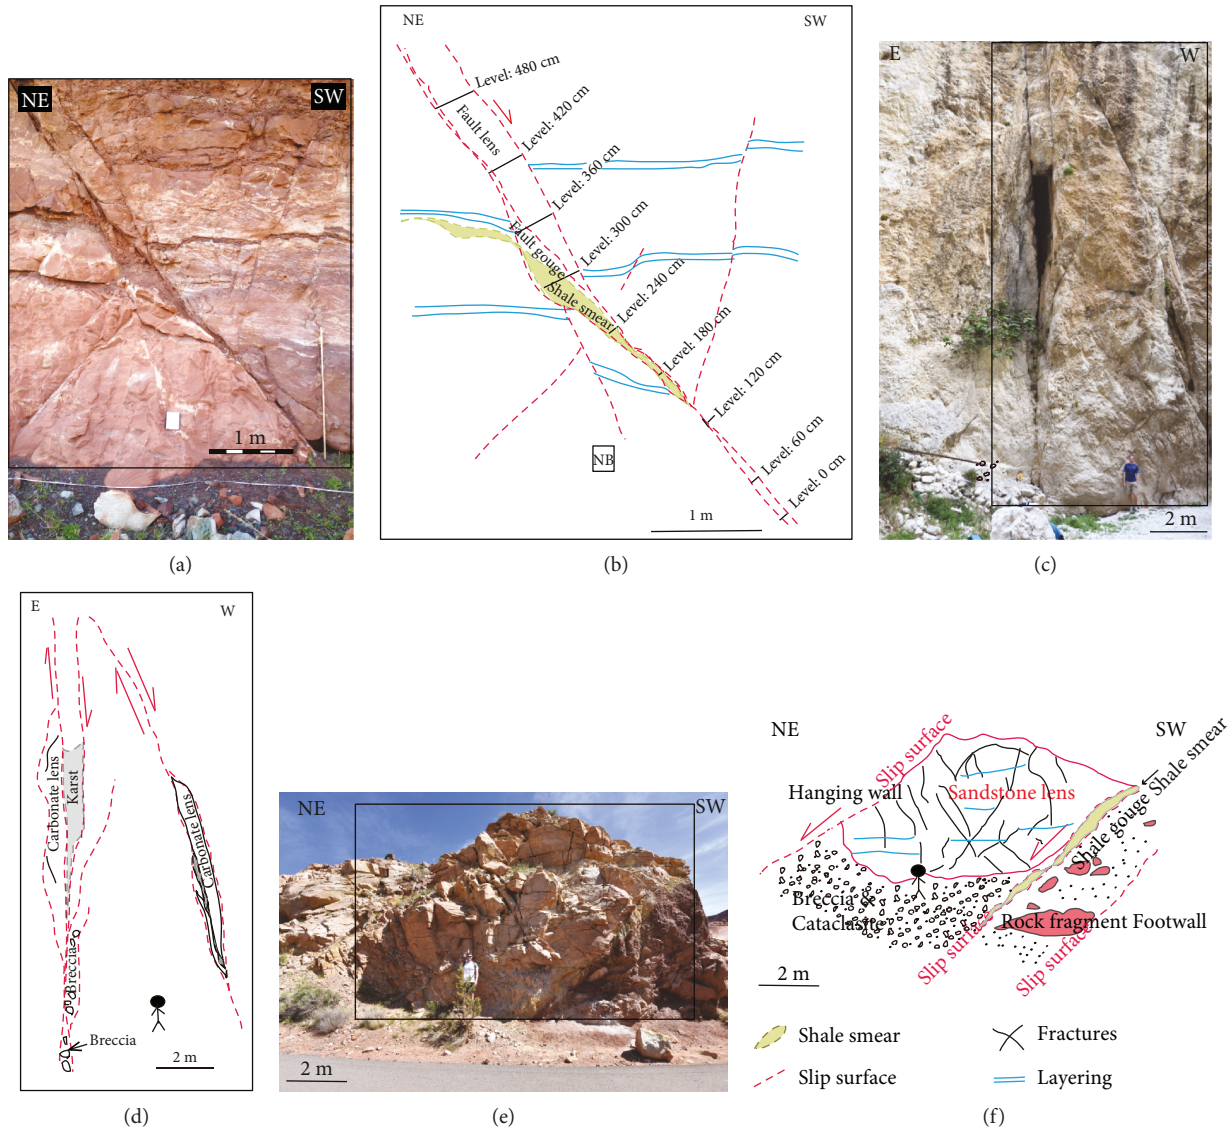 NE
SW
1 m
(a)
NE
SW
Level: 480 cm
Fault lens
Level: 420 cm
Level: 360 cm
Fault gouge
Level: 300 cm
Shale smear
Level: 240 cm
Level: 180 cm
Level: 120 cm
NB
Level: 60 cm
Level: 0 cm
1 m
(b)
E
W
2 m
(c)
E
W
Carbonate lens
Karst
Carbonate lens
Breccia
Breccia
2 m
(d)
NE
SW
2 m
(e)
NE
SW
Slip surface
Shale smear
Hanging wall
Sandstone lens
Shale gouge
Breccia &
Cataclasite
Rock fragment
Footwall
Slip surface
Slip surface
2 m
Shale smear
Fractures
Slip surface
Layering
(f)